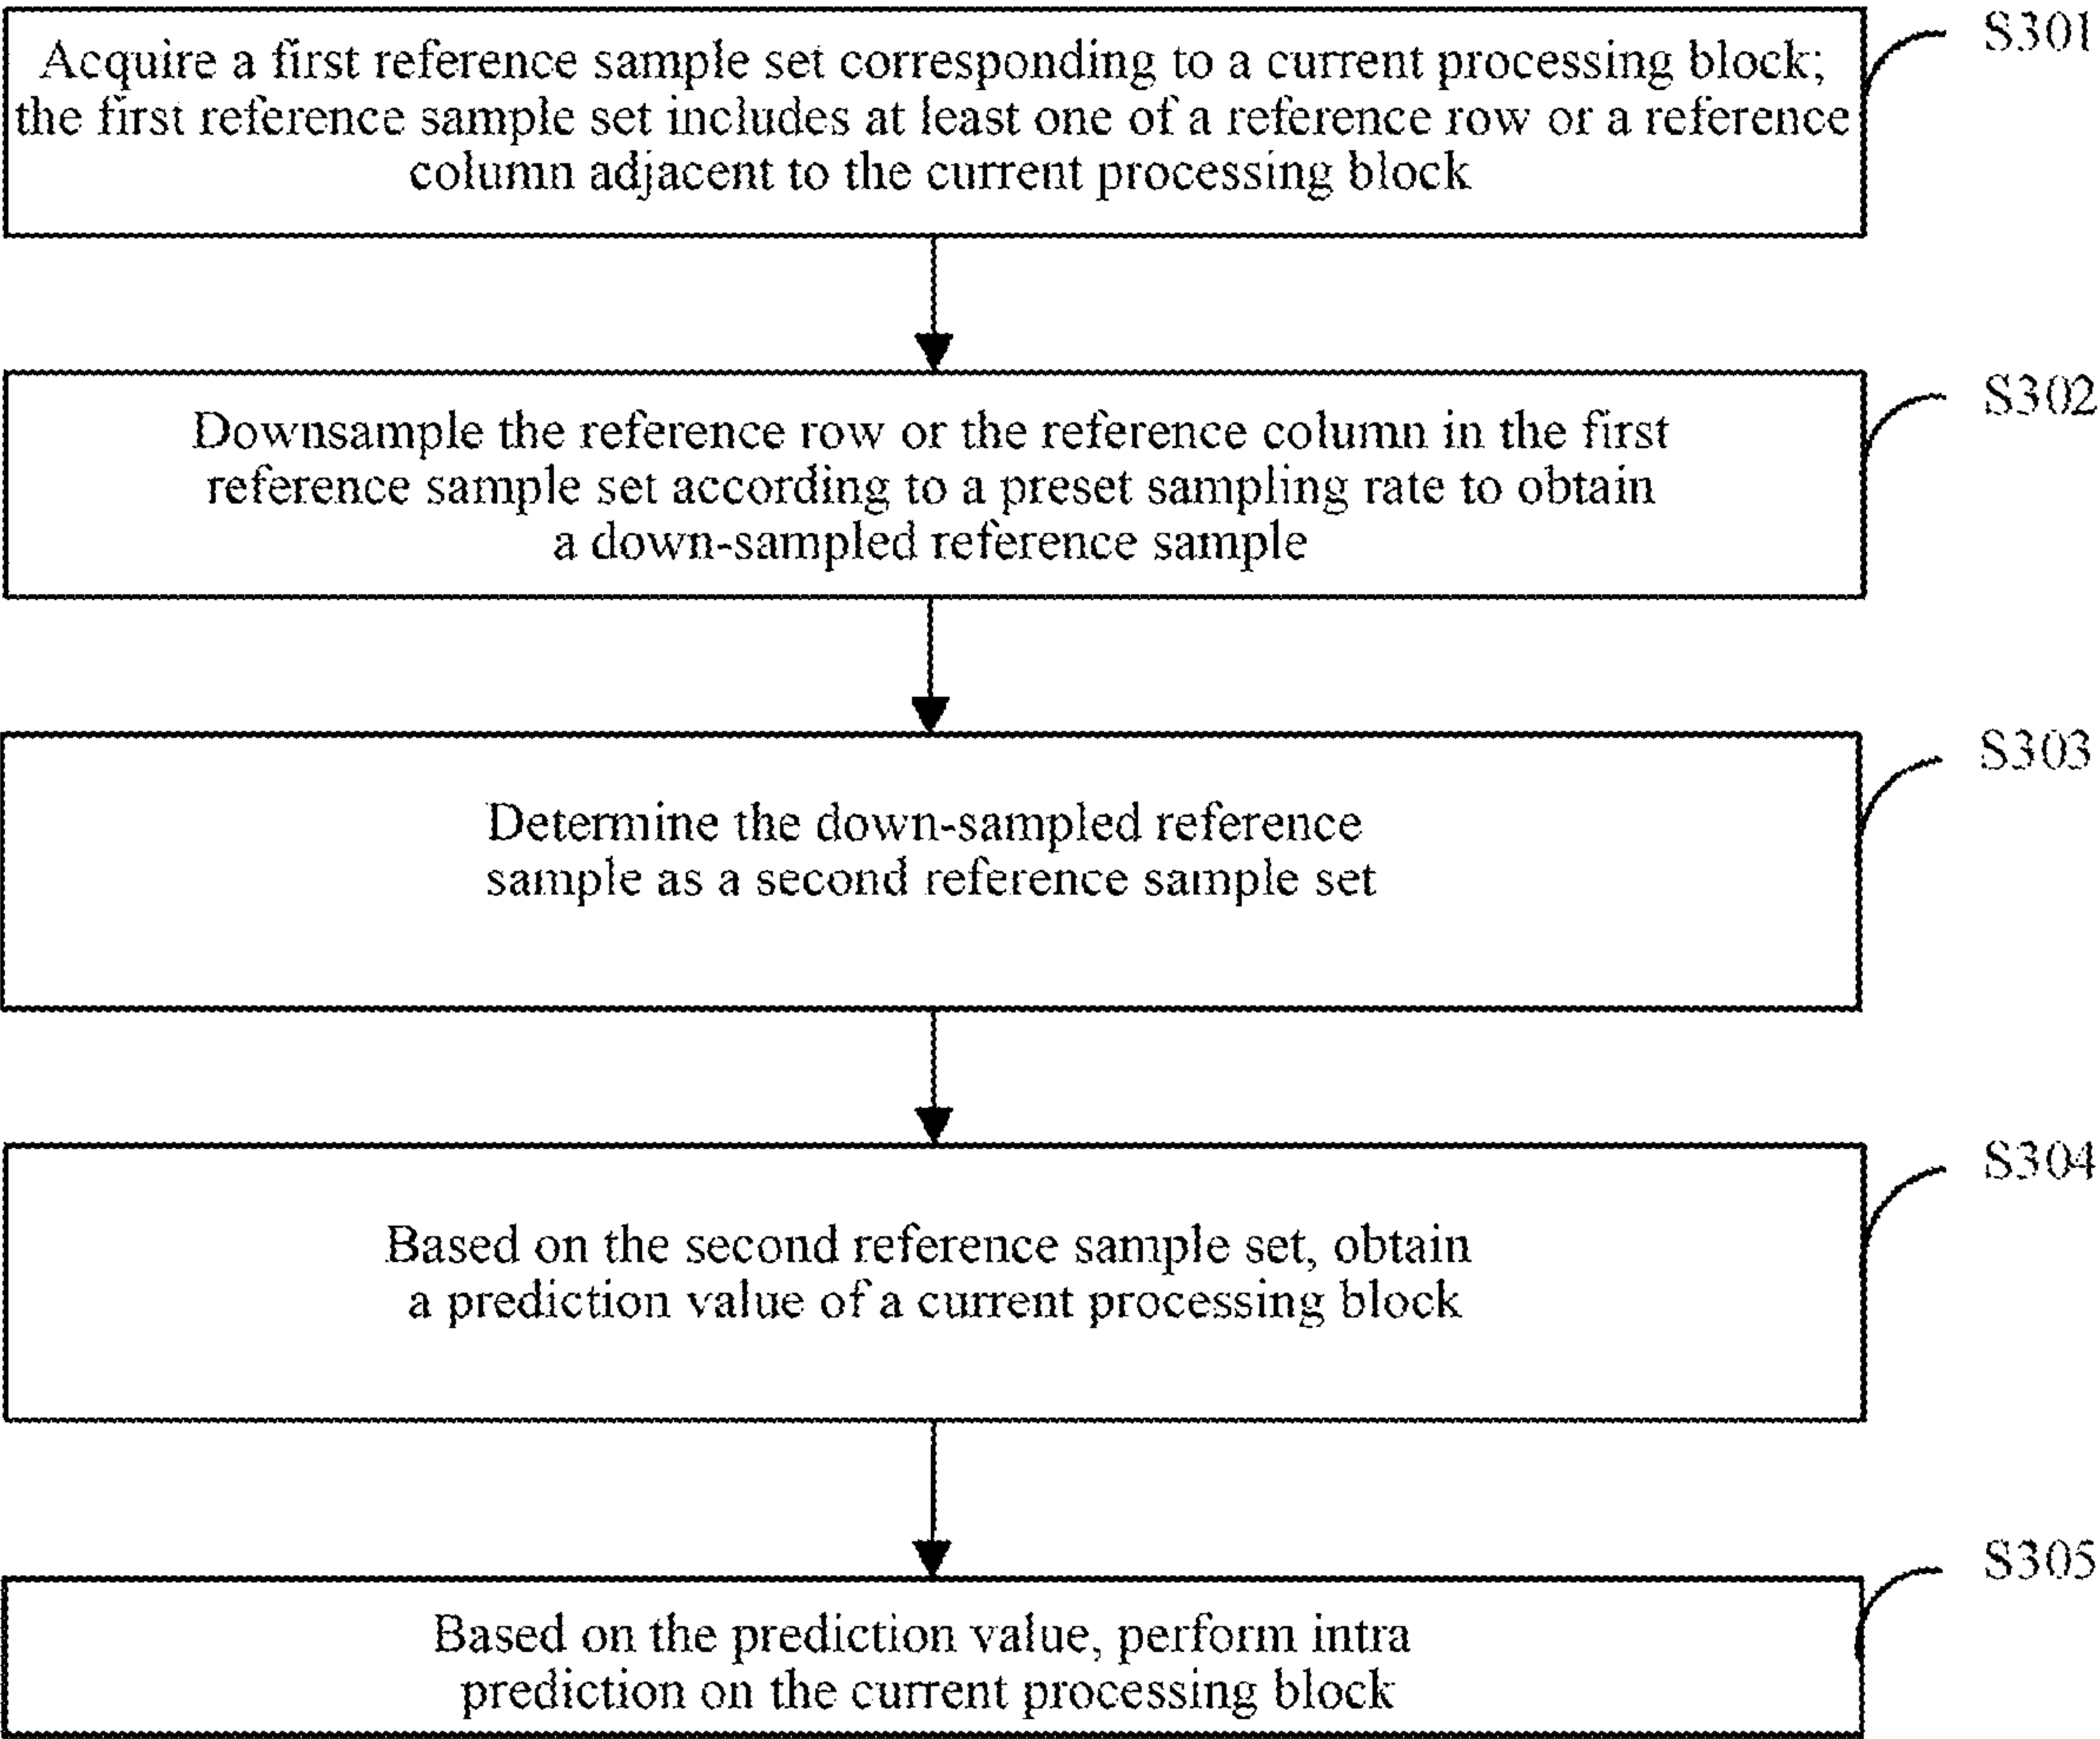 S301
Acquire a first reference sample set corresponding to a current processing block;
the first reference sample set includes at least one of a reference row or a reference
column adjacent to the current processing block
S302
Downsample the reference row or the reference column in the first
reference sample set according to a preset sampling rate to obtain
a down-sampled reference sample
S303
Determine the down-sampled reference
sample as a second reference sample set
S304
Based on the second reference sample set, obtain
a prediction value of a current processing block
S305
Based on the prediction value, perform intra
prediction on the current processing block